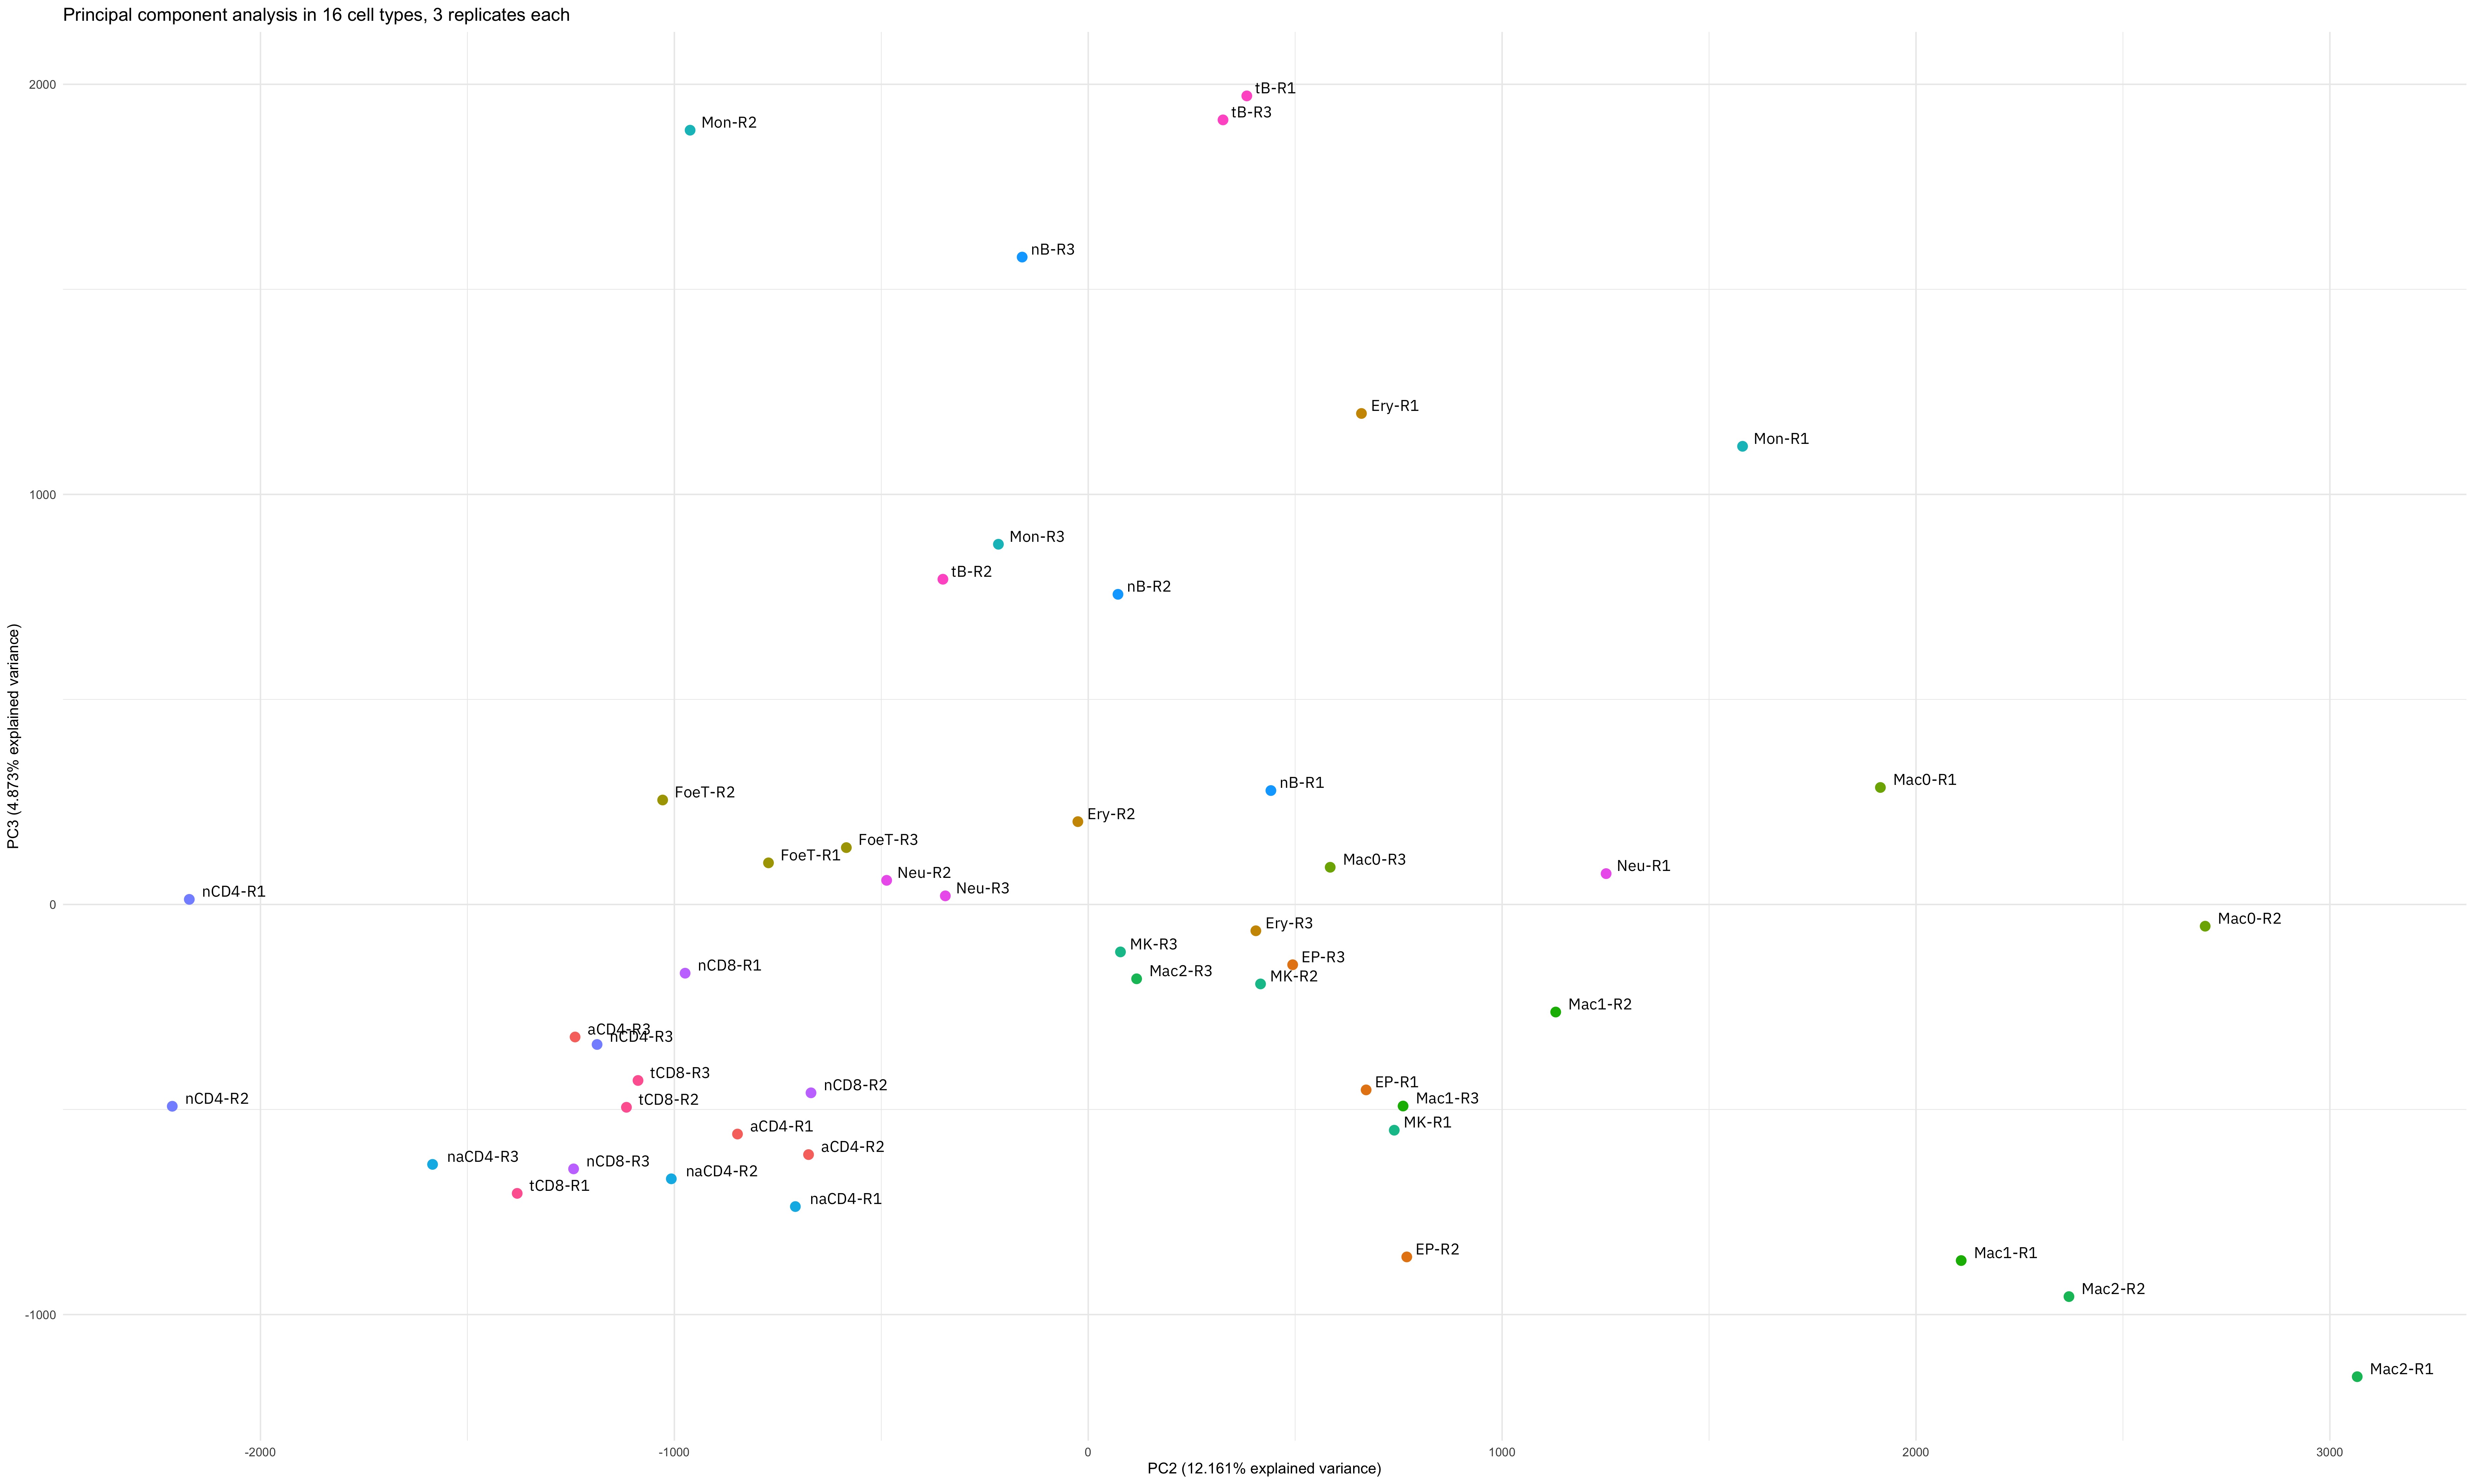 Principal component analysis in 16 cell types, 3 replicates each
2000
tB-R1
tB-R3
Mon-R2
nB-R3
Ery-R1
Mon-R1
1000
Mon-R3
tB-R2
nB-R2
nB-R1
Mac0-R1
FoeT-R2
Ery-R2
FoeT-R3
FoeT-R1
Mac0-R3
Neu-R1
Neu-R2
Neu-R3
nCD4-R1
0
Mac0-R2
Ery-R3
MK-R3
EP-R3
nCD8-R1
Mac2-R3
MK-R2
Mac1-R2
aCD4-R3
nCD4-R3
tCD8-R3
EP-R1
nCD8-R2
nCD4-R2
tCD8-R2
Mac1-R3
MK-R1
aCD4-R1
aCD4-R2
naCD4-R3
nCD8-R3
naCD4-R2
tCD8-R1
naCD4-R1
EP-R2
Mac1-R1
Mac2-R2
-1000
Mac2-R1
PC3 (4.873% explained variance)
-2000
-1000
0
1000
2000
3000
PC2 (12.161% explained variance)